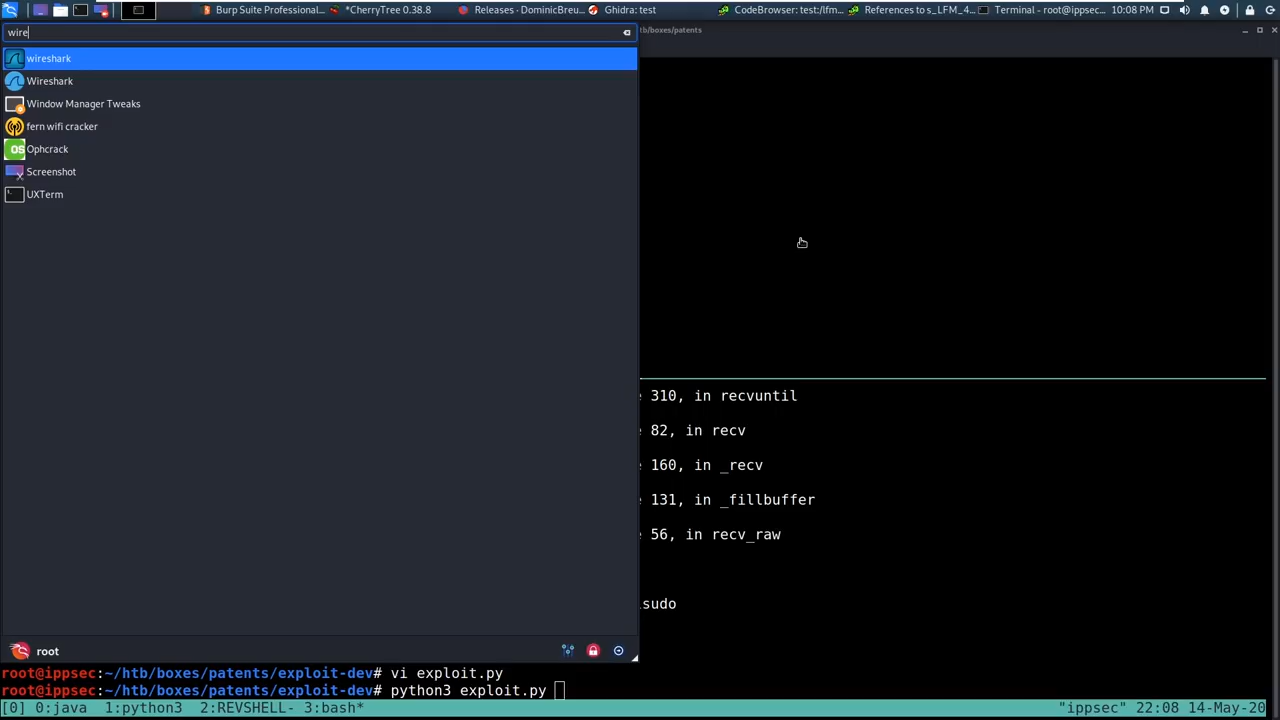 Burp Suite Professional... *CherryTree 0.38.8 Releases - DominicBreu... Ghidra: test CodeBrowser: test:/lfm... References to s_LFM_4... Terminal - root@ippsec... 10:08 PM
wire
tb/boxes/patents
wireshark
Wireshark
Window Manager Tweaks
fern wifi cracker
OS Ophcrack
Screenshot
UXTerm
310, in recvuntil
82, in recv
160, in _recv
131, in _fillbuffer
56, in recv_raw
sudo
root
root@ippsec:~/htb/boxes/patents/exploit-dev# vi exploit.py
root@ippsec:~/htb/boxes/patents/exploit-dev# python3 exploit.py
[0] 0:java 1:python3 2:REVSHELL- 3:bash* "ippsec" 22:08 14-May-20